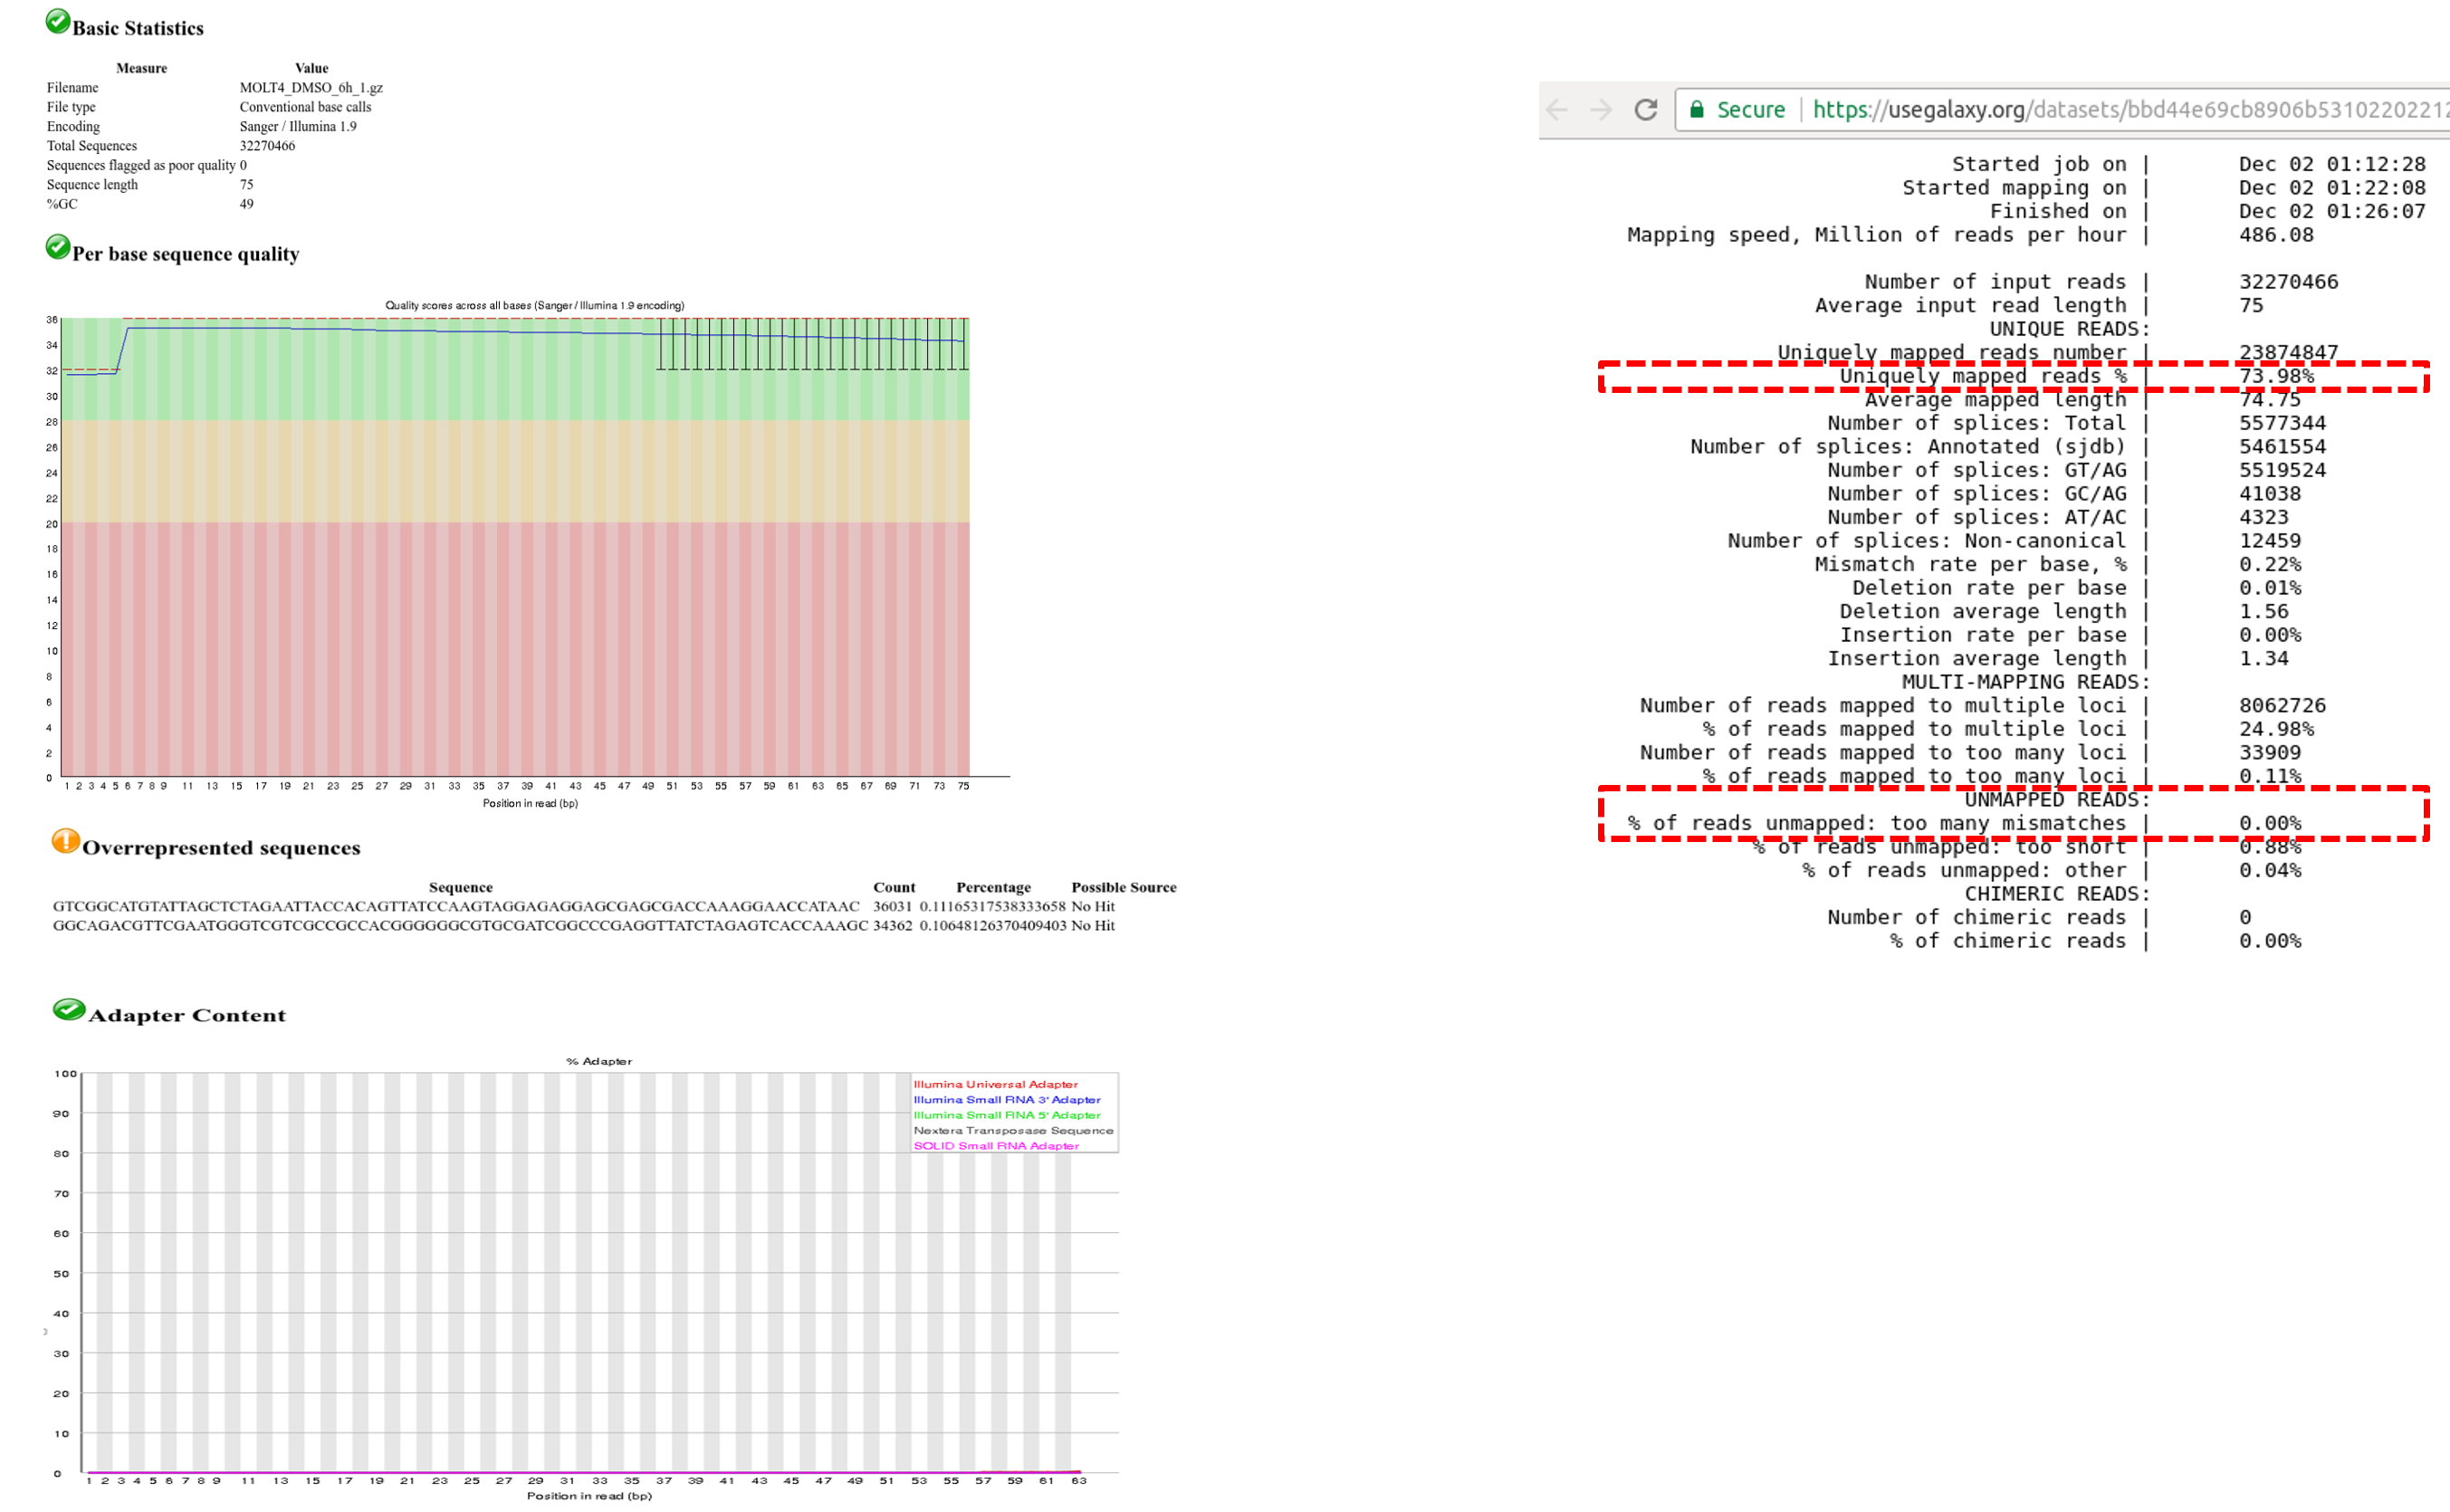 Basic Statistics
Measure Value
Filename MOLT4_DMSO_6h_1.gz
File type Conventional base calls
Encoding Sanger / Illumina 1.9
Total Sequences 32270466
Sequences flagged as poor quality 0
Sequence length 75
%GC 49
Per base sequence quality
Quality scores across all bases (Sanger / Illumina 1.9 encoding)
36
34
32
30
28
26
24
22
20
18
16
14
12
10
8
6
4
2
0
1 2 3 4 5 6 7 8 9 11 13 15 17 19 21 23 25 27 29 31 33 35 37 39 41 43 45 47 49 51 53 55 57 59 61 63 65 67 69 71 73 75
Position in read (bp)
Overrepresented sequences
Sequence Count Percentage Possible Source
GTCGGCATGTATTAGCTCTAGAATTACCACAGTTATCCAAGTAGGAGAGGAGCGAGCGACCAAAGGAACCATAAC 36031 0.11165317538333658 No Hit
GGCAGACGTTCGAATGGGTCGTCGCCGCCACGGGGGGCGTGCGATCGGCCCGAGGTTATCTAGAGTCACCAAAGC 34362 0.10648126370409403 No Hit
Adapter Content
% Adapter
100
90
80
70
60
50
40
30
20
10
0
Illumina Universal Adapter
Illumina Small RNA 3' Adapter
Illumina Small RNA 5' Adapter
Nextera Transposase Sequence
SOLID Small RNA Adapter
1 2 3 4 5 6 7 8 9 11 13 15 17 19 21 23 25 27 29 31 33 35 37 39 41 43 45 47 49 51 53 55 57 59 61 63
Position in read (bp)
Secure https://usegalaxy.org/datasets/bbd44e69cb8906b5310220221
Started job on | Dec 02 01:12:28
Started mapping on | Dec 02 01:22:08
Finished on | Dec 02 01:26:07
Mapping speed, Million of reads per hour | 486.08
Number of input reads | 32270466
Average input read length | 75
UNIQUE READS:
Uniquely mapped reads number | 23874847
Uniquely mapped reads % | 73.98%
Average mapped length | 74.75
Number of splices: Total | 5577344
Number of splices: Annotated (sjdb) | 5461554
Number of splices: GT/AG | 5519524
Number of splices: GC/AG | 41038
Number of splices: AT/AC | 4323
Number of splices: Non-canonical | 12459
Mismatch rate per base, % | 0.22%
Deletion rate per base | 0.01%
Deletion average length | 1.56
Insertion rate per base | 0.00%
Insertion average length | 1.34
MULTI-MAPPING READS:
Number of reads mapped to multiple loci | 8062726
% of reads mapped to multiple loci | 24.98%
Number of reads mapped to too many loci | 33909
% of reads mapped to too many loci | 0.11%
UNMAPPED READS:
% of reads unmapped: too many mismatches | 0.00%
% of reads unmapped: too short | 0.88%
% of reads unmapped: other | 0.04%
CHIMERIC READS:
Number of chimeric reads | 0
% of chimeric reads | 0.00%